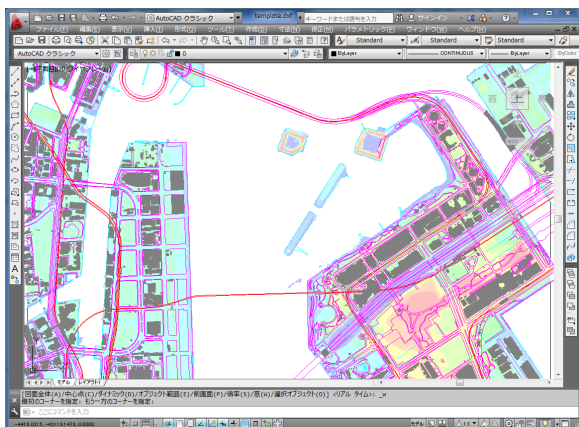 AutoCAD クラシック
template.dxf
キーワードまたは語句を入力
サインイン
ファイル(F) 編集(E) 表示(V) 挿入(I) 形式(O) ツール(T) 作成(D) 寸法(N) 修正(M) パラメトリック(P) ウィンドウ(W) ヘルプ(H)
Standard Standard Standard
AutoCAD クラシック 0 ByLayer CONTINUOUS ByLayer ByColor
モデル レイアウト1
[図面全体(A)/中心点(C)/ダイナミック(D)/オブジェクト範囲(E)/前画面(P)/倍率(S)/窓(W)/選択オブジェクト(O)] <リアル タイム>: _w
最初のコーナーを指定: もう一方のコーナーを指定:
ここにコマンドを入力
モデル
1:1